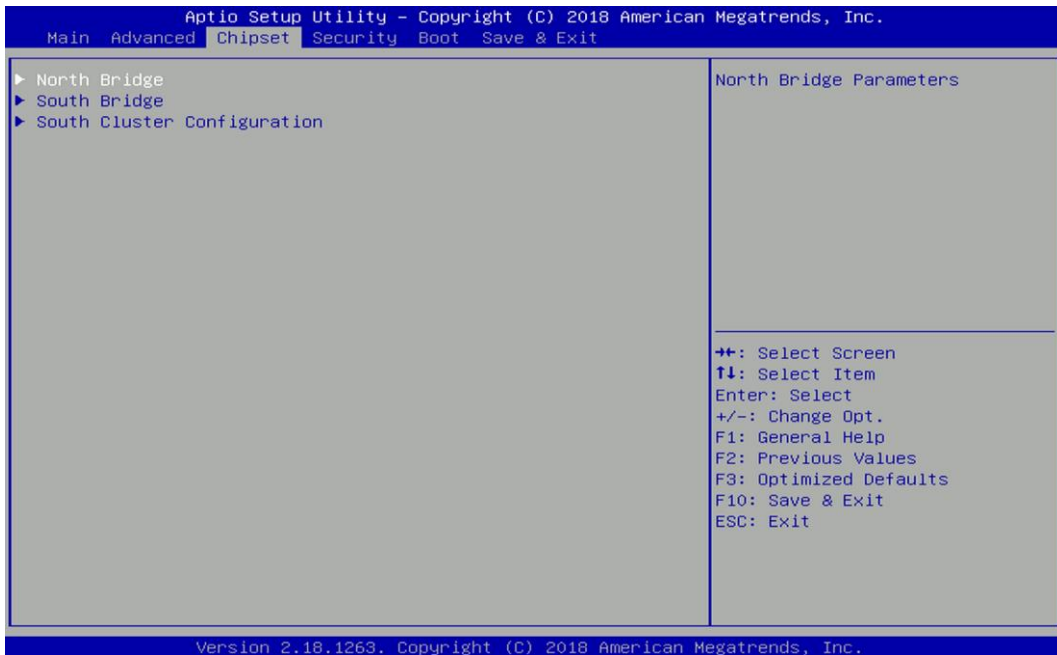 Aptio Setup Utility – Copyright (C) 2018 American Megatrends, Inc.
Main Advanced Chipset Security Boot Save & Exit
► North Bridge
► South Bridge
► South Cluster Configuration
North Bridge Parameters
→←: Select Screen
↑↓: Select Item
Enter: Select
+/-: Change Opt.
F1: General Help
F2: Previous Values
F3: Optimized Defaults
F10: Save & Exit
ESC: Exit
Version 2.18.1263. Copyright (C) 2018 American Megatrends, Inc.